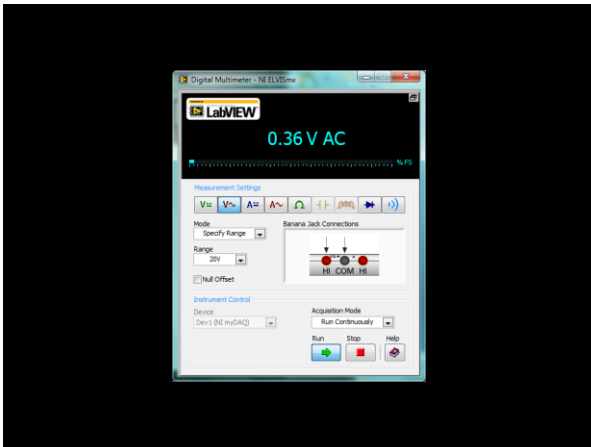 Digital Multimeter - NI ELVISmx
LabVIEW
0.36 V AC
% FS
Measurement Settings
V= V~ A= A~ Ω
Mode
Banana Jack Connections
Specify Range
Range
20V
HI COM HI
Null Offset
Instrument Control
Device
Acquisition Mode
Dev1 (NI myDAQ)
Run Continuously
Run Stop Help